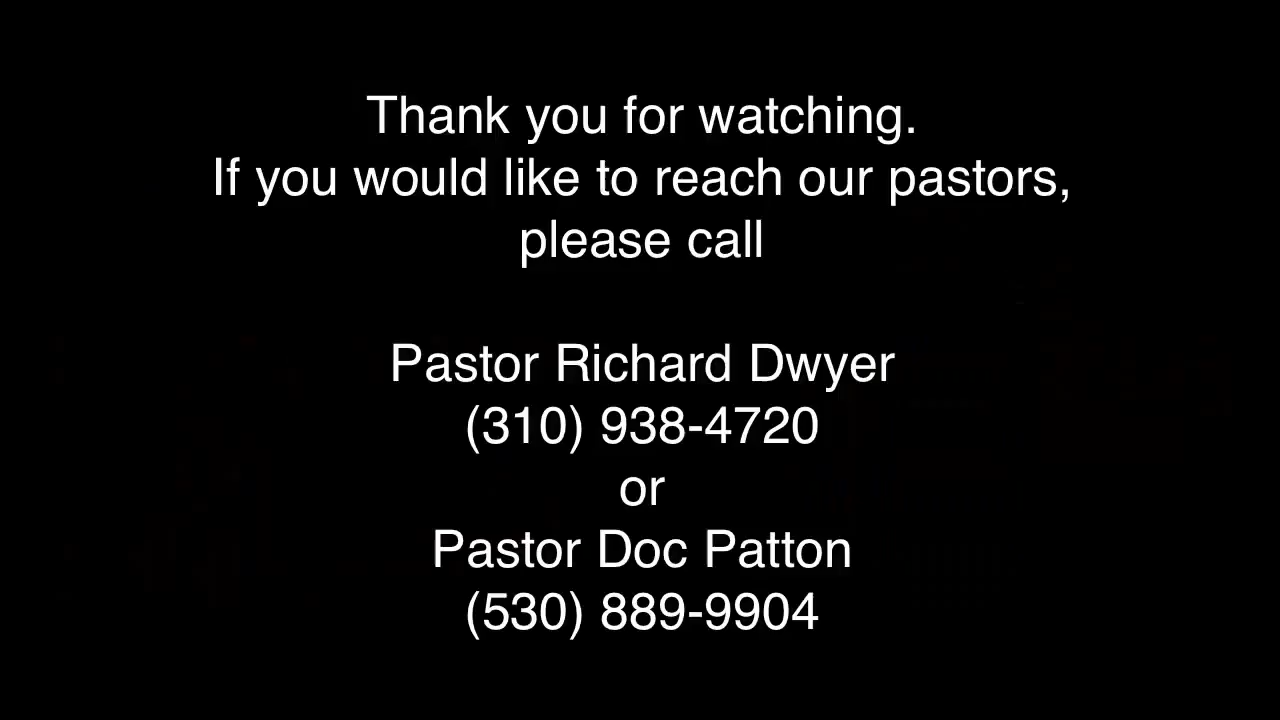 Thank you for watching.
If you would like to reach our pastors,
please call
Pastor Richard Dwyer
(310) 938-4720
or
Pastor Doc Patton
(530) 889-9904